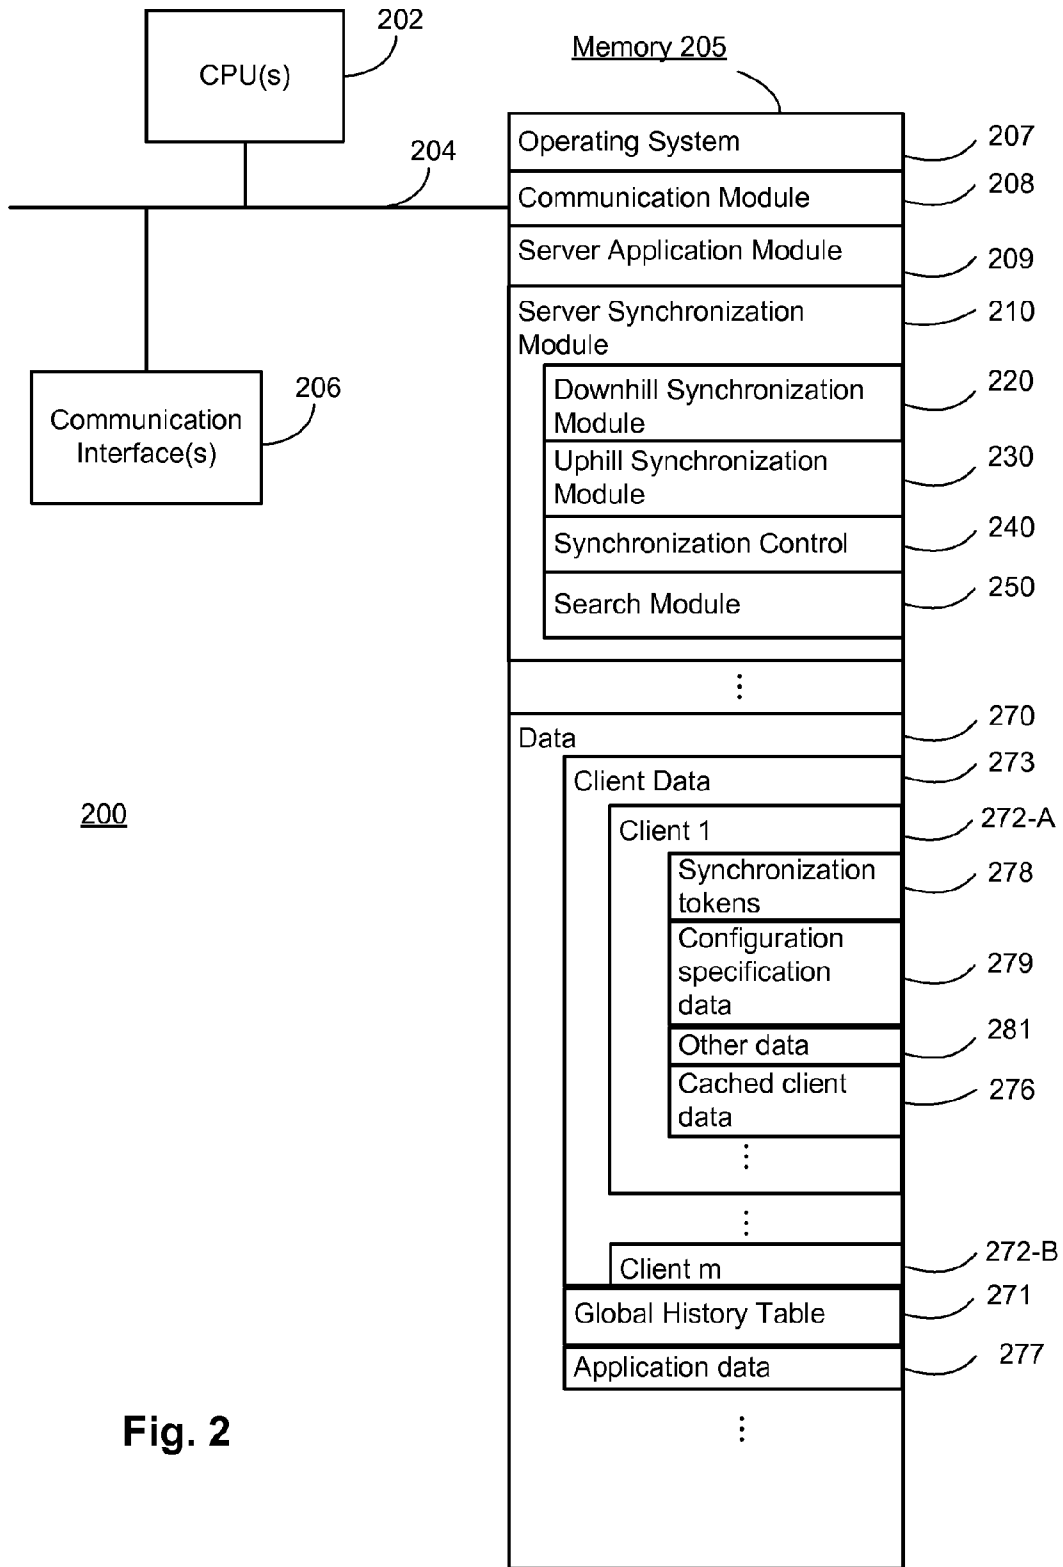 202
CPU(s)
Memory 205
204
Operating System
207
Communication Module
208
Server Application Module
209
Server Synchronization
Module
210
206
Communication
Interface(s)
Downhill Synchronization
Module
220
Uphill Synchronization
Module
230
Synchronization Control
240
Search Module
250
⋮
Data
270
Client Data
273
200
Client 1
272-A
Synchronization
tokens
278
Configuration
specification
data
279
Other data
281
Cached client
data
276
⋮
⋮
Client m
272-B
Global History Table
271
Application data
277
⋮
Fig. 2